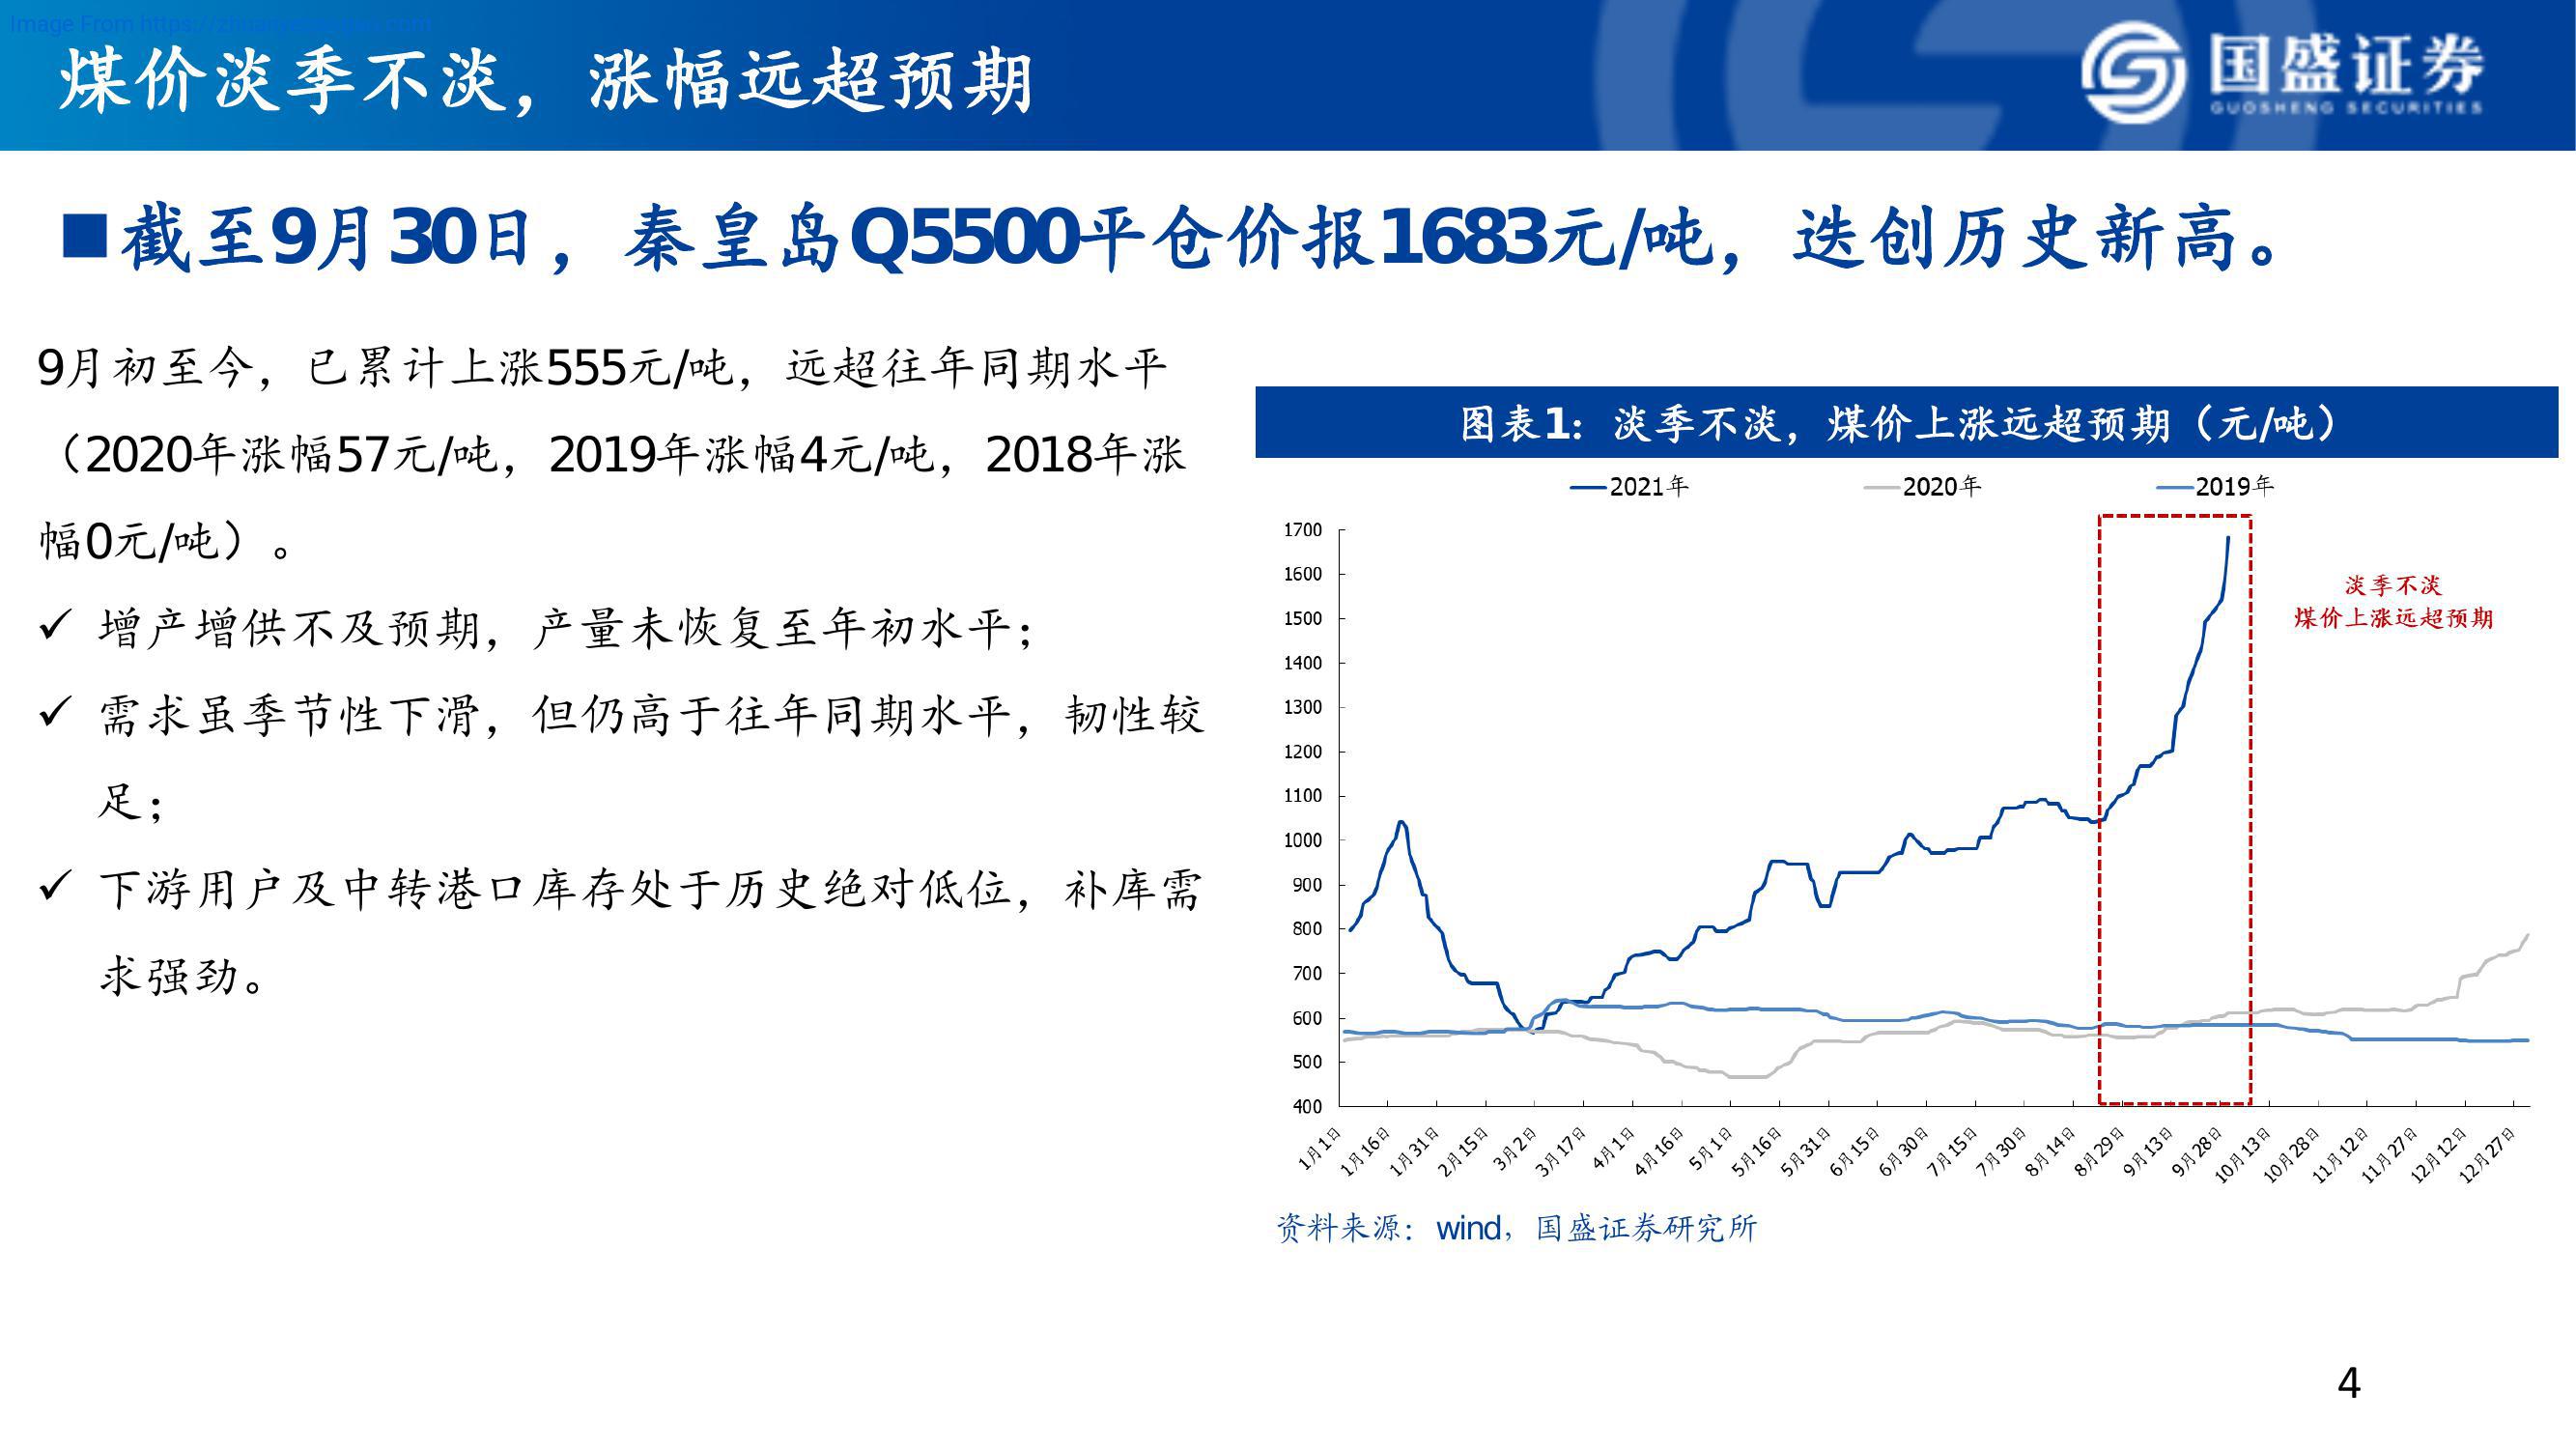 Image From https://zhuanyejianyi.com
煤价淡季不淡，涨幅远超预期
国盛证券
GUOSHENG SECURITIES
■截至9月30日，秦皇岛Q5500平仓价报1683元/吨，迭创历史新高。
9月初至今，已累计上涨555元/吨，远超往年同期水平
（2020年涨幅57元/吨，2019年涨幅4元/吨，2018年涨
幅0元/吨）。
✓ 增产增供不及预期，产量未恢复至年初水平；
✓ 需求虽季节性下滑，但仍高于往年同期水平，韧性较
足；
✓ 下游用户及中转港口库存处于历史绝对低位，补库需
求强劲。
图表1：淡季不淡，煤价上涨远超预期（元/吨）
2021年 2020年 2019年
1700
1600
1500
1400
1300
1200
1100
1000
900
800
700
600
500
400
淡季不淡
煤价上涨远超预期
1月1日 1月16日 1月31日 2月15日 3月2日 3月17日 4月1日 4月16日 5月1日 5月16日 5月31日 6月15日 6月30日 7月15日 7月30日 8月14日 8月29日 9月13日 9月28日 10月13日 10月28日 11月12日 11月27日 12月12日 12月27日
资料来源：wind，国盛证券研究所
4